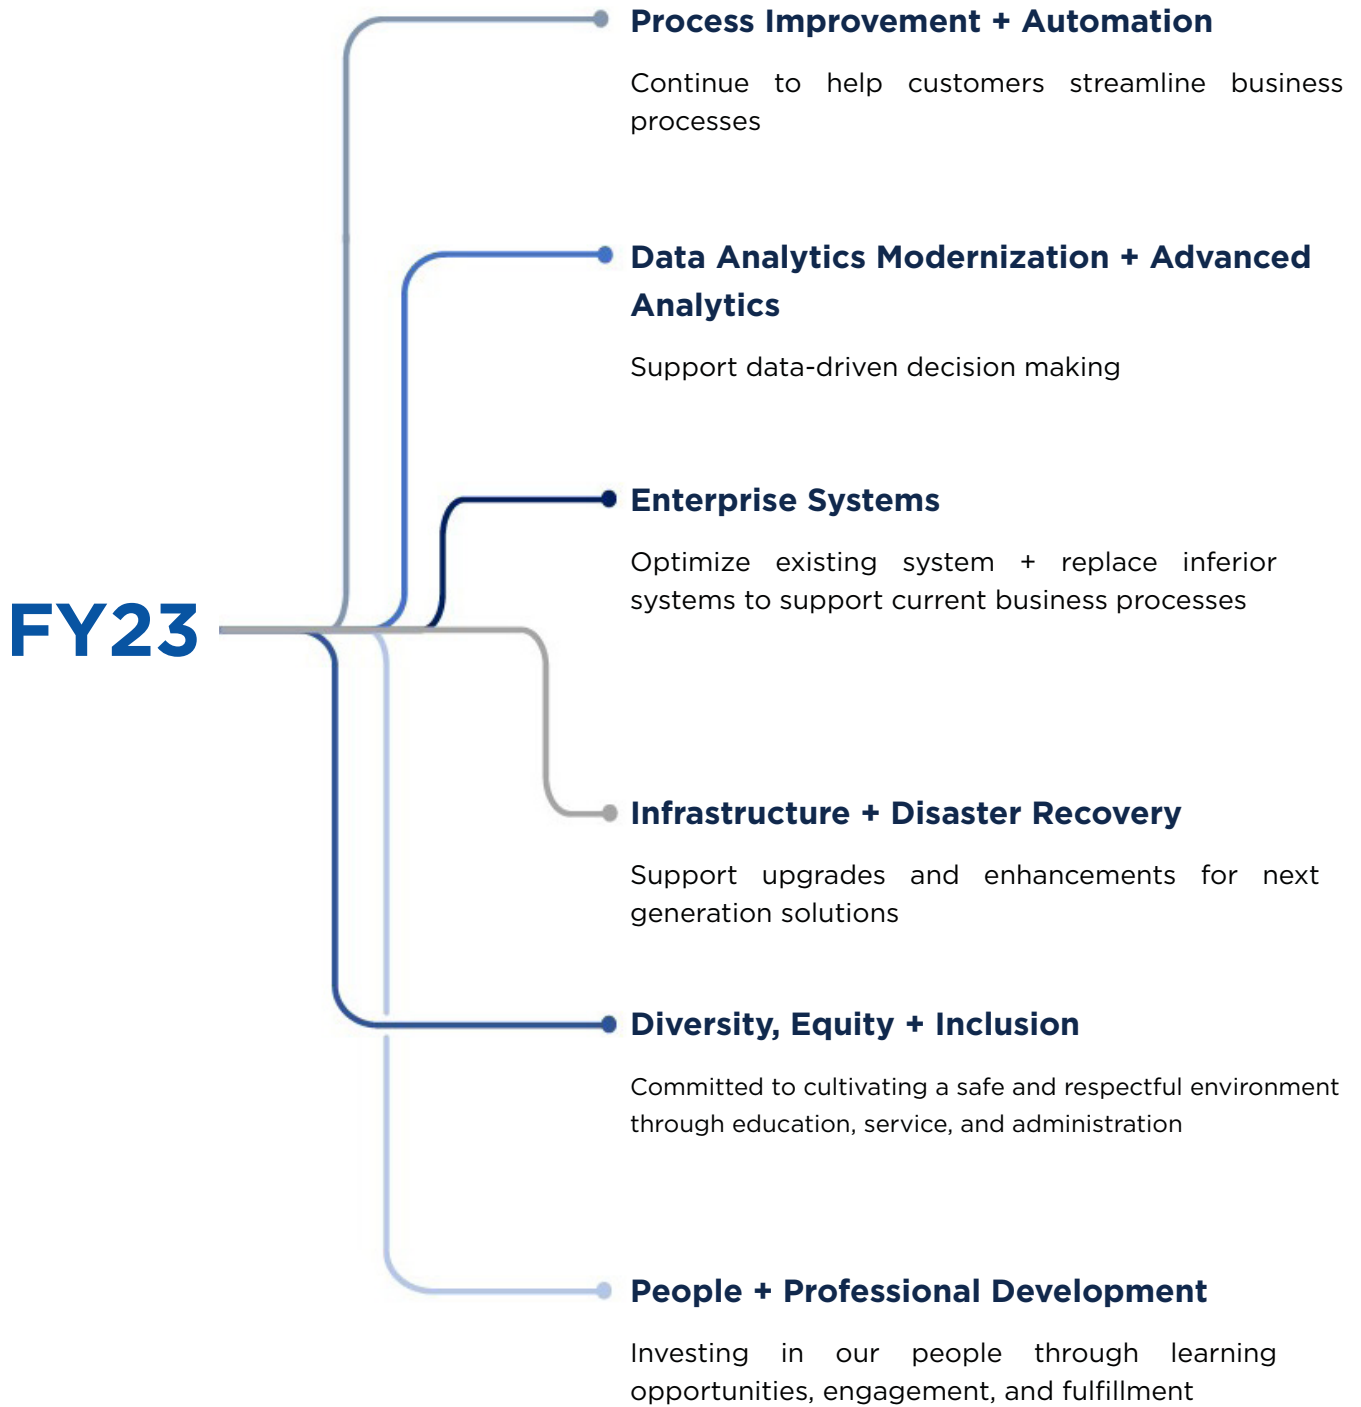 Process Improvement + Automation
Continue to help customers streamline business
processes
Data Analytics Modernization + Advanced
Analytics
Support data-driven decision making
Enterprise Systems
Optimize existing system + replace inferior
systems to support current business processes
FY23
Infrastructure + Disaster Recovery
Support upgrades and enhancements for next
generation solutions
Diversity, Equity + Inclusion
Committed to cultivating a safe and respectful environment
through education, service, and administration
People + Professional Development
Investing in our people through learning
opportunities, engagement, and fulfillment